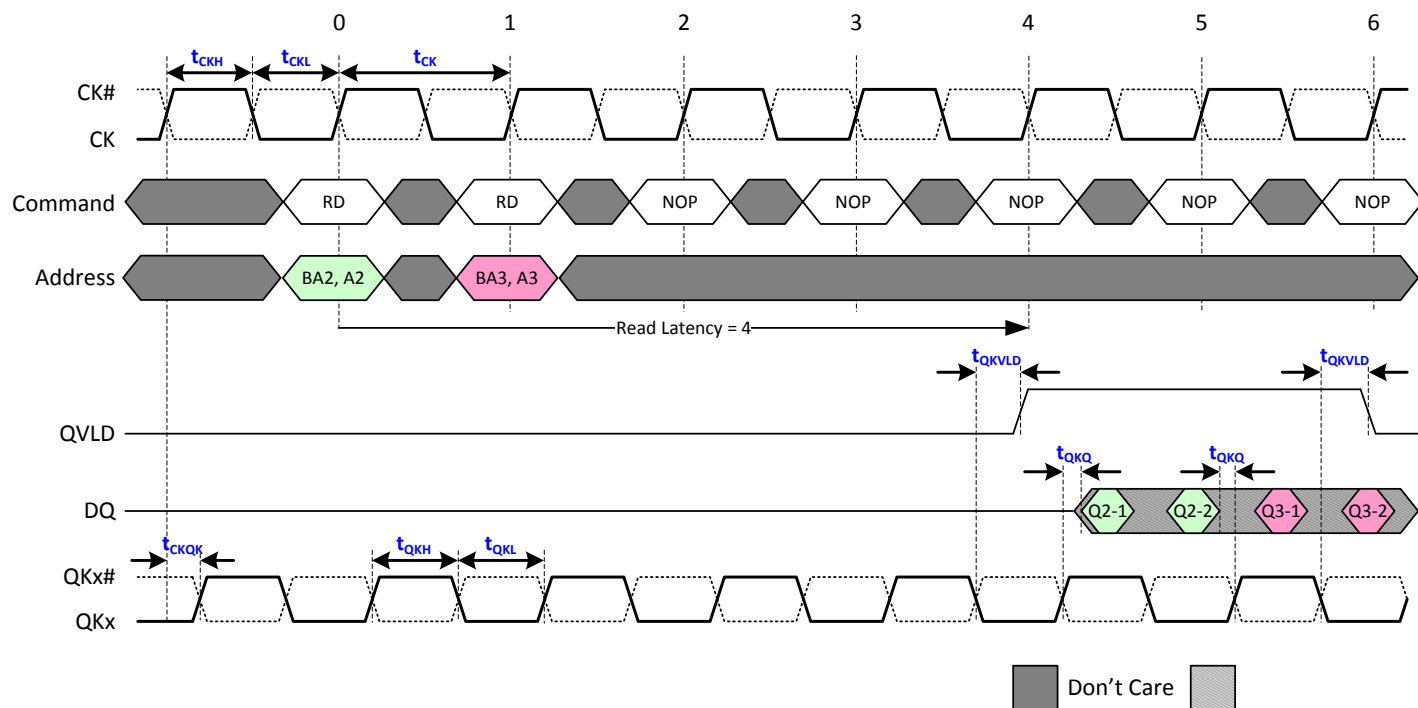 0 1 2 3 4 5 6
tCKH tCKL tCK
CK#
CK
Command RD RD NOP NOP NOP NOP NOP
Address BA2, A2 BA3, A3
Read Latency = 4
tQKVLD tQKVLD
QVLD
tQKQ tQKQ
DQ Q2-1 Q2-2 Q3-1 Q3-2
tCKQK tQKH tQKL
QKx#
QKx
Don't Care